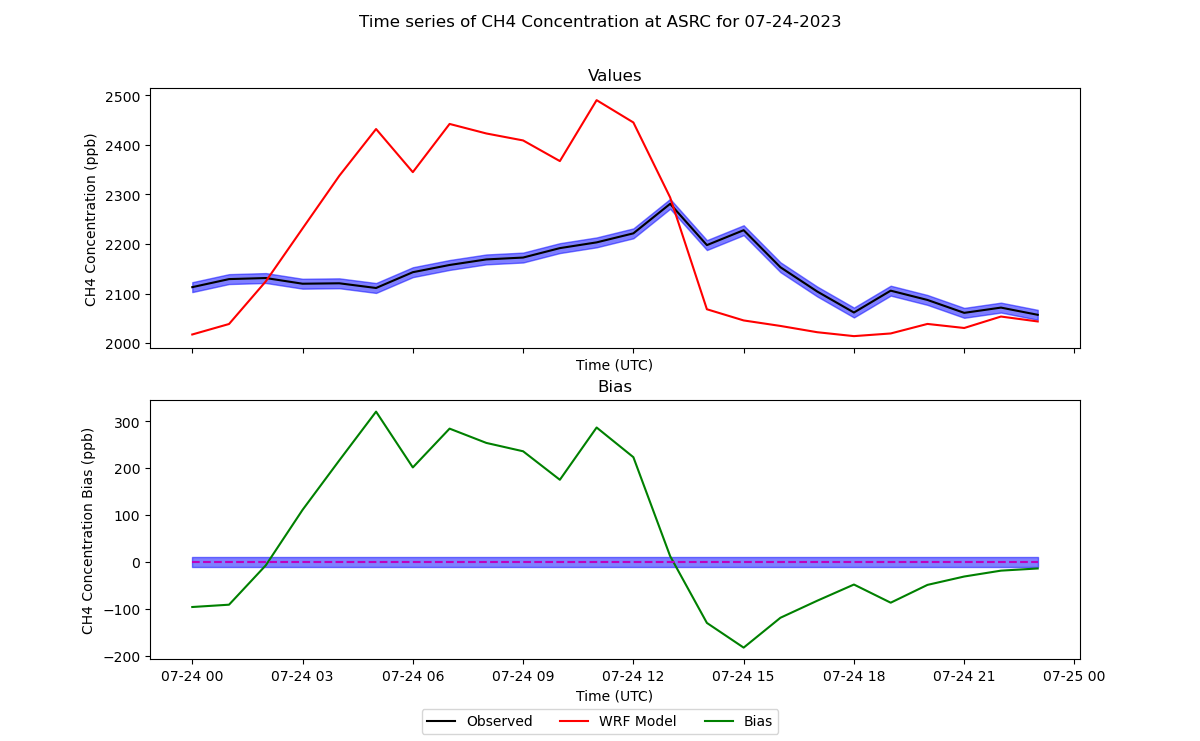 Time series of CH4 Concentration at ASRC for 07-24-2023
Values
CH4 Concentration (ppb)
2500
2400
2300
2200
2100
2000
Time (UTC)
Bias
CH4 Concentration Bias (ppb)
300
200
100
0
−100
−200
07-24 00 07-24 03 07-24 06 07-24 09 07-24 12 07-24 15 07-24 18 07-24 21 07-25 00
Time (UTC)
Observed WRF Model Bias